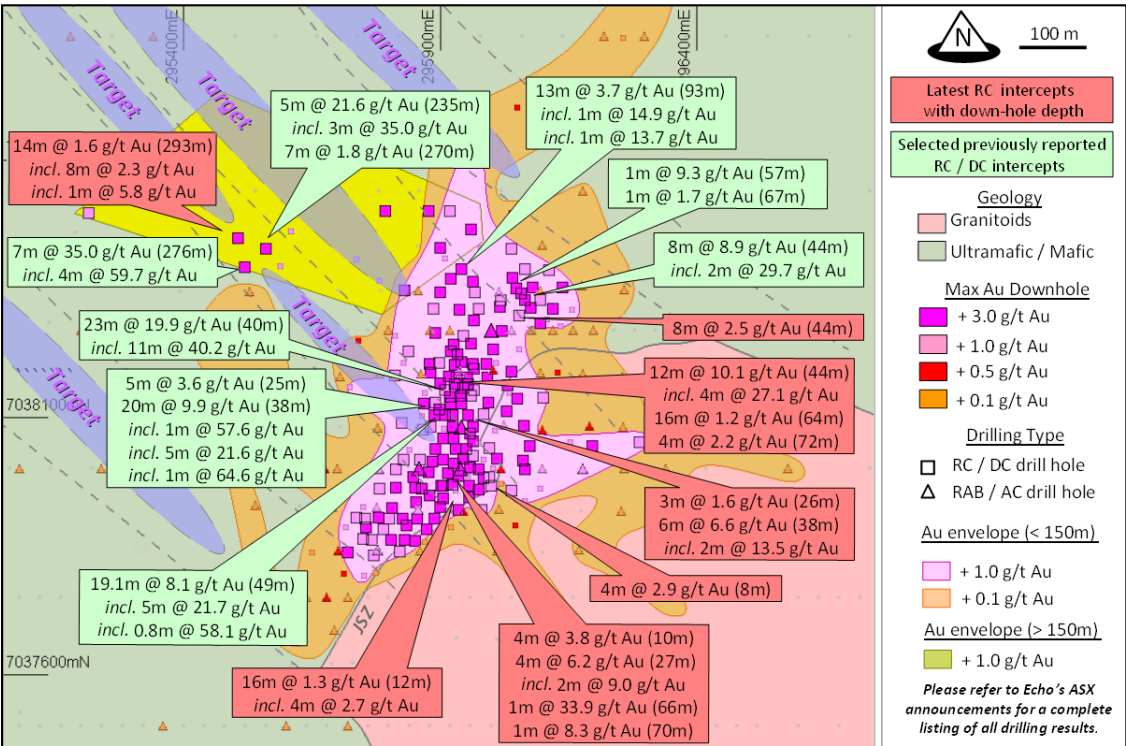 295400mE
295900mE
296400mE
Target
Target
Target
Target
Target
5m @ 21.6 g/t Au (235m)
incl. 3m @ 35.0 g/t Au
7m @ 1.8 g/t Au (270m)
13m @ 3.7 g/t Au (93m)
incl. 1m @ 14.9 g/t Au
incl. 1m @ 13.7 g/t Au
14m @ 1.6 g/t Au (293m)
incl. 8m @ 2.3 g/t Au
incl. 1m @ 5.8 g/t Au
1m @ 9.3 g/t Au (57m)
1m @ 1.7 g/t Au (67m)
7m @ 35.0 g/t Au (276m)
incl. 4m @ 59.7 g/t Au
8m @ 8.9 g/t Au (44m)
incl. 2m @ 29.7 g/t Au
23m @ 19.9 g/t Au (40m)
incl. 11m @ 40.2 g/t Au
8m @ 2.5 g/t Au (44m)
5m @ 3.6 g/t Au (25m)
20m @ 9.9 g/t Au (38m)
incl. 1m @ 57.6 g/t Au
incl. 5m @ 21.6 g/t Au
incl. 1m @ 64.6 g/t Au
12m @ 10.1 g/t Au (44m)
incl. 4m @ 27.1 g/t Au
16m @ 1.2 g/t Au (64m)
4m @ 2.2 g/t Au (72m)
7038100mN
3m @ 1.6 g/t Au (26m)
6m @ 6.6 g/t Au (38m)
incl. 2m @ 13.5 g/t Au
19.1m @ 8.1 g/t Au (49m)
incl. 5m @ 21.7 g/t Au
incl. 0.8m @ 58.1 g/t Au
4m @ 2.9 g/t Au (8m)
JSZ
4m @ 3.8 g/t Au (10m)
4m @ 6.2 g/t Au (27m)
incl. 2m @ 9.0 g/t Au
1m @ 33.9 g/t Au (66m)
1m @ 8.3 g/t Au (70m)
7037600mN
16m @ 1.3 g/t Au (12m)
incl. 4m @ 2.7 g/t Au
N
100 m
Latest RC intercepts
with down-hole depth
Selected previously reported
RC / DC intercepts
Geology
Granitoids
Ultramafic / Mafic
Max Au Downhole
+ 3.0 g/t Au
+ 1.0 g/t Au
+ 0.5 g/t Au
+ 0.1 g/t Au
Drilling Type
RC / DC drill hole
RAB / AC drill hole
Au envelope (< 150m)
+ 1.0 g/t Au
+ 0.1 g/t Au
Au envelope (> 150m)
+ 1.0 g/t Au
Please refer to Echo's ASX
announcements for a complete
listing of all drilling results.